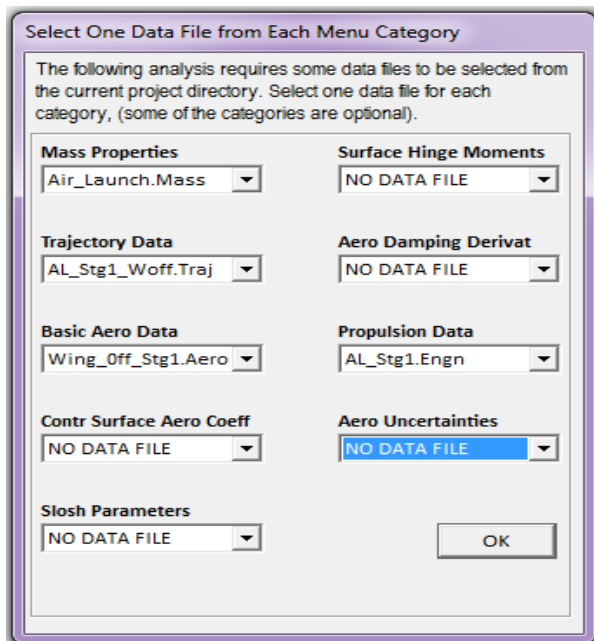 Select One Data File from Each Menu Category
The following analysis requires some data files to be selected from
the current project directory. Select one data file for each
category, (some of the categories are optional).
Mass Properties
Air_Launch.Mass
Surface Hinge Moments
NO DATA FILE
Trajectory Data
AL_Stg1_Woff.Traj
Aero Damping Derivat
NO DATA FILE
Basic Aero Data
Wing_0ff_Stg1.Aero
Propulsion Data
AL_Stg1.Engn
Contr Surface Aero Coeff
NO DATA FILE
Aero Uncertainties
NO DATA FILE
Slosh Parameters
NO DATA FILE
OK